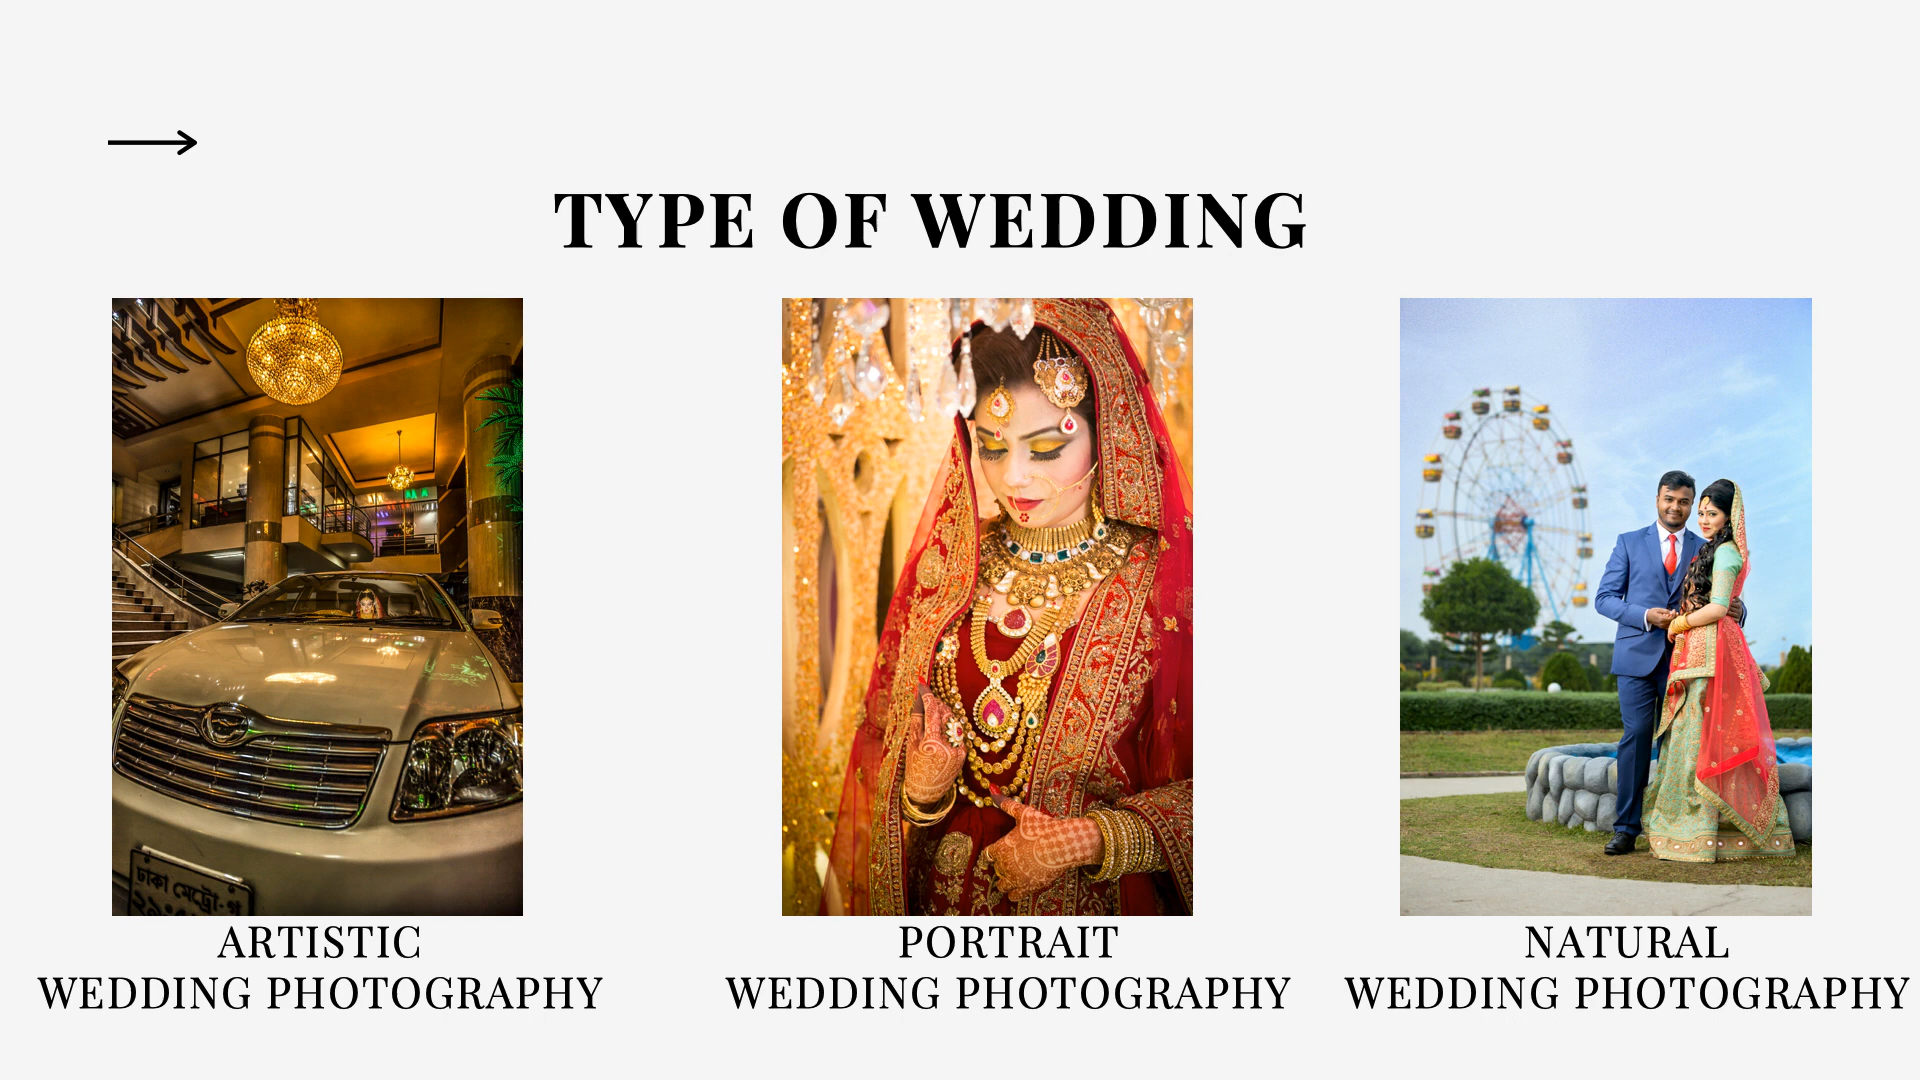 TYPE OF WEDDING
ঢাকা মেট্রো-গ
ARTISTIC
WEDDING PHOTOGRAPHY
PORTRAIT
WEDDING PHOTOGRAPHY
NATURAL
WEDDING PHOTOGRAPHY